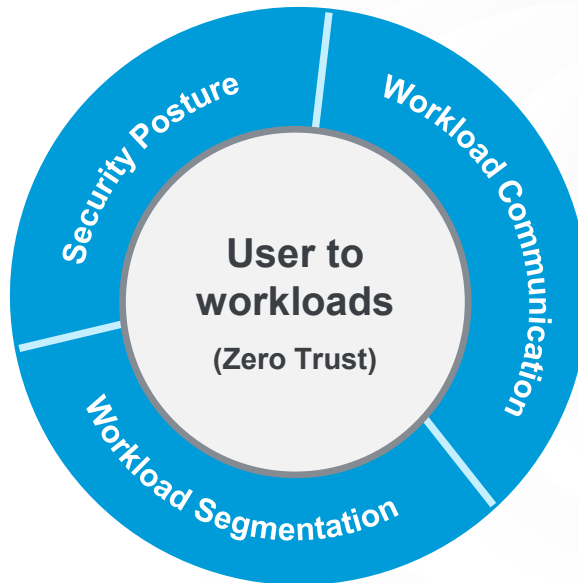 Security Posture
Workload Communication
User to
workloads
(Zero Trust)
Workload Segmentation